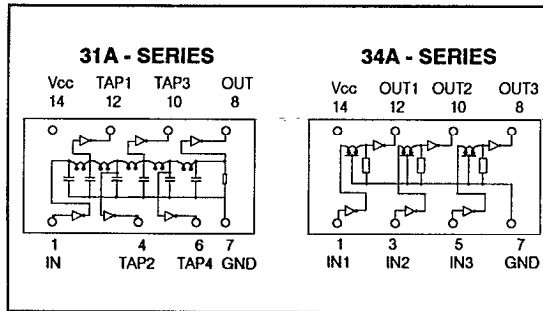 31A - SERIES
Vcc TAP1 TAP3 OUT
14 12 10 8
1 4 6 7
IN TAP2 TAP4 GND
34A - SERIES
Vcc OUT1 OUT2 OUT3
14 12 10 8
1 3 5 7
IN1 IN2 IN3 GND